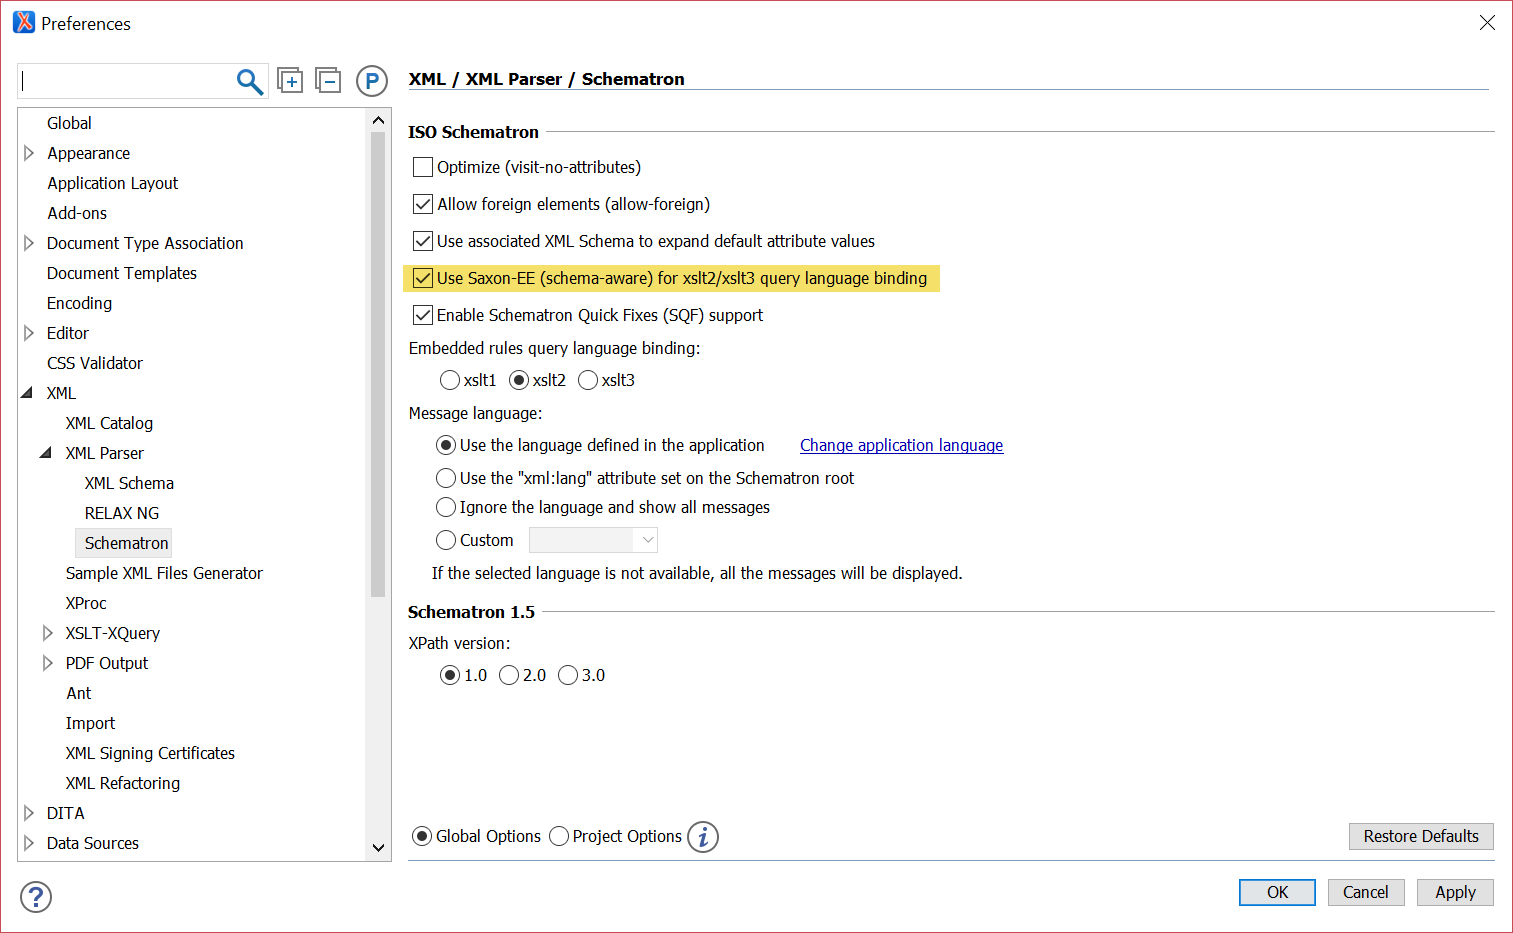 Preferences
P
Global
Appearance
Application Layout
Add-ons
Document Type Association
Document Templates
Encoding
Editor
CSS Validator
XML
XML Catalog
XML Parser
XML Schema
RELAX NG
Schematron
Sample XML Files Generator
XProc
XSLT-XQuery
PDF Output
Ant
Import
XML Signing Certificates
XML Refactoring
DITA
Data Sources
XML / XML Parser / Schematron
ISO Schematron
Optimize (visit-no-attributes)
Allow foreign elements (allow-foreign)
Use associated XML Schema to expand default attribute values
Use Saxon-EE (schema-aware) for xslt2/xslt3 query language binding
Enable Schematron Quick Fixes (SQF) support
Embedded rules query language binding:
xslt1 xslt2 xslt3
Message language:
Use the language defined in the application Change application language
Use the "xml:lang" attribute set on the Schematron root
Ignore the language and show all messages
Custom
If the selected language is not available, all the messages will be displayed.
Schematron 1.5
XPath version:
1.0 2.0 3.0
Global Options Project Options i Restore Defaults
? OK Cancel Apply